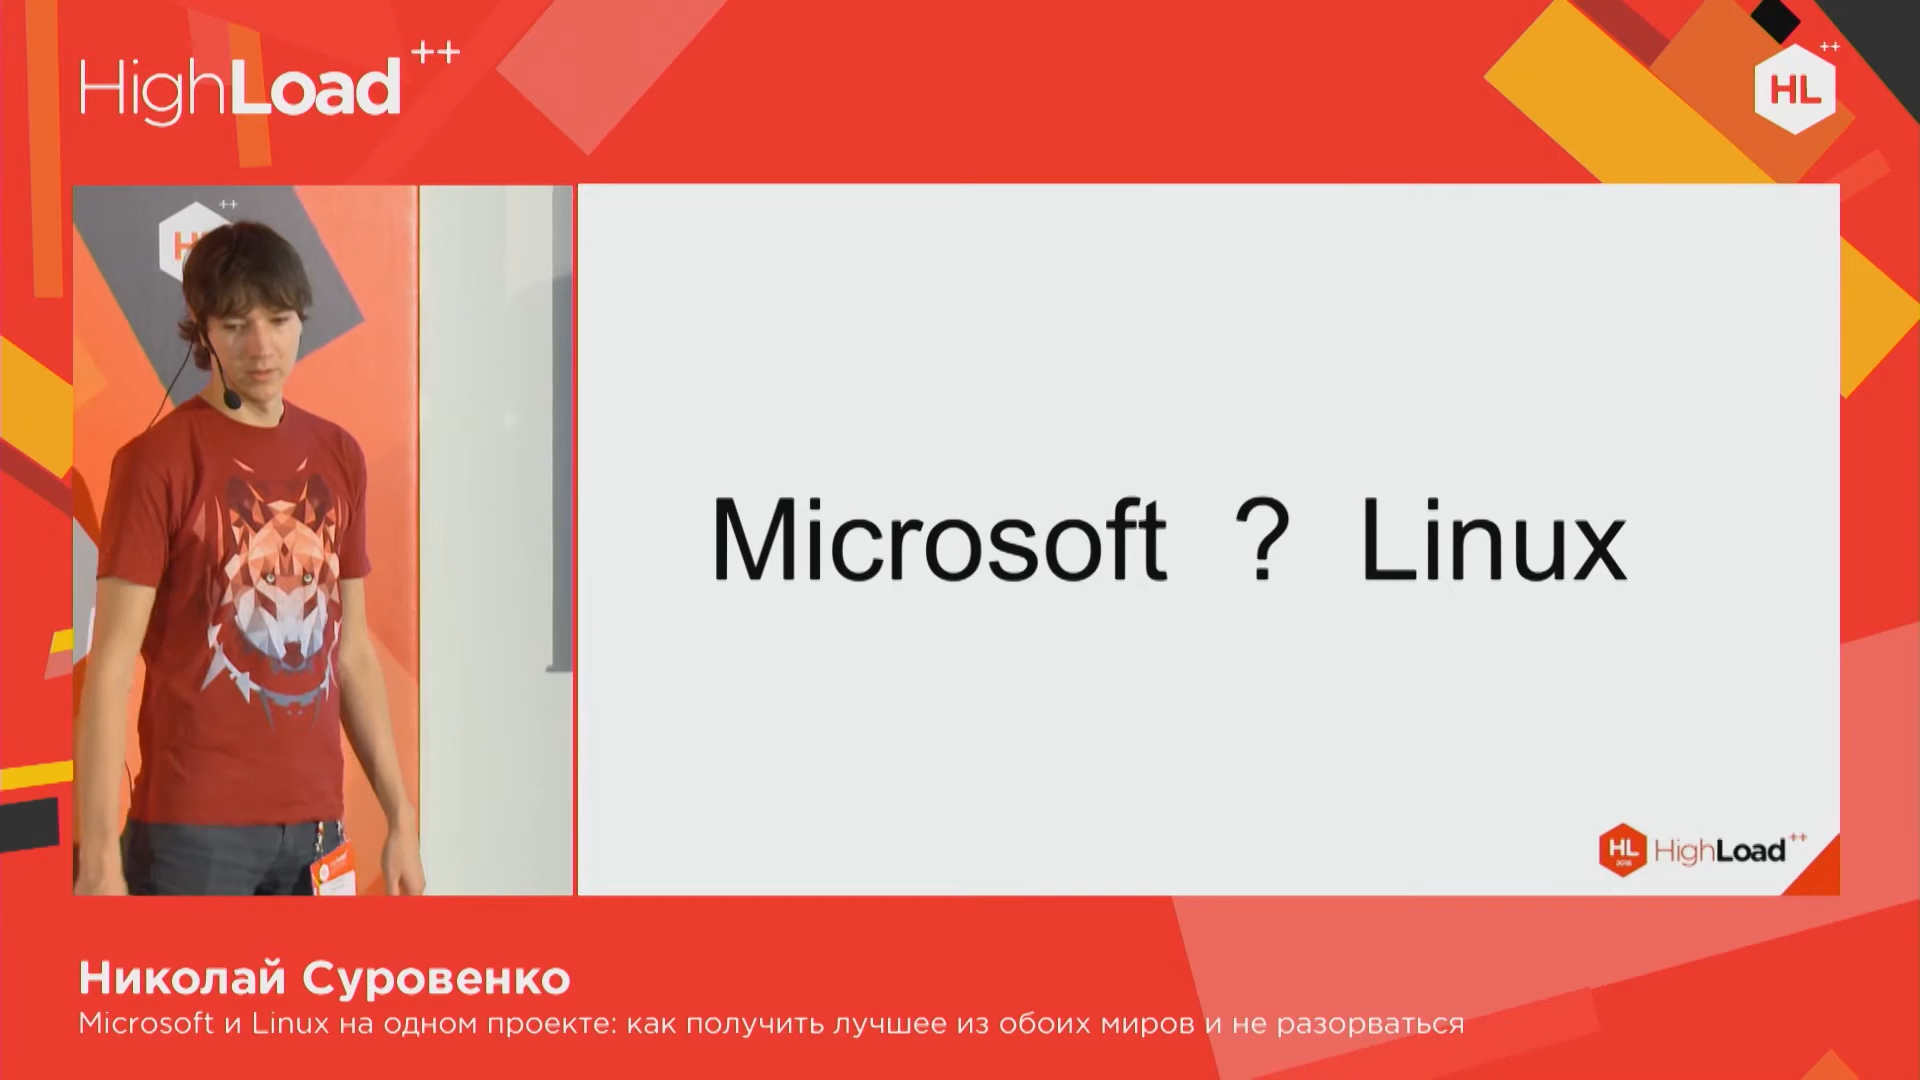 HighLoad++
HL ++
++
Microsoft ? Linux
HL HighLoad++
Николай Суровенко
Microsoft и Linux на одном проекте: как получить лучшее из обоих миров и не разорваться